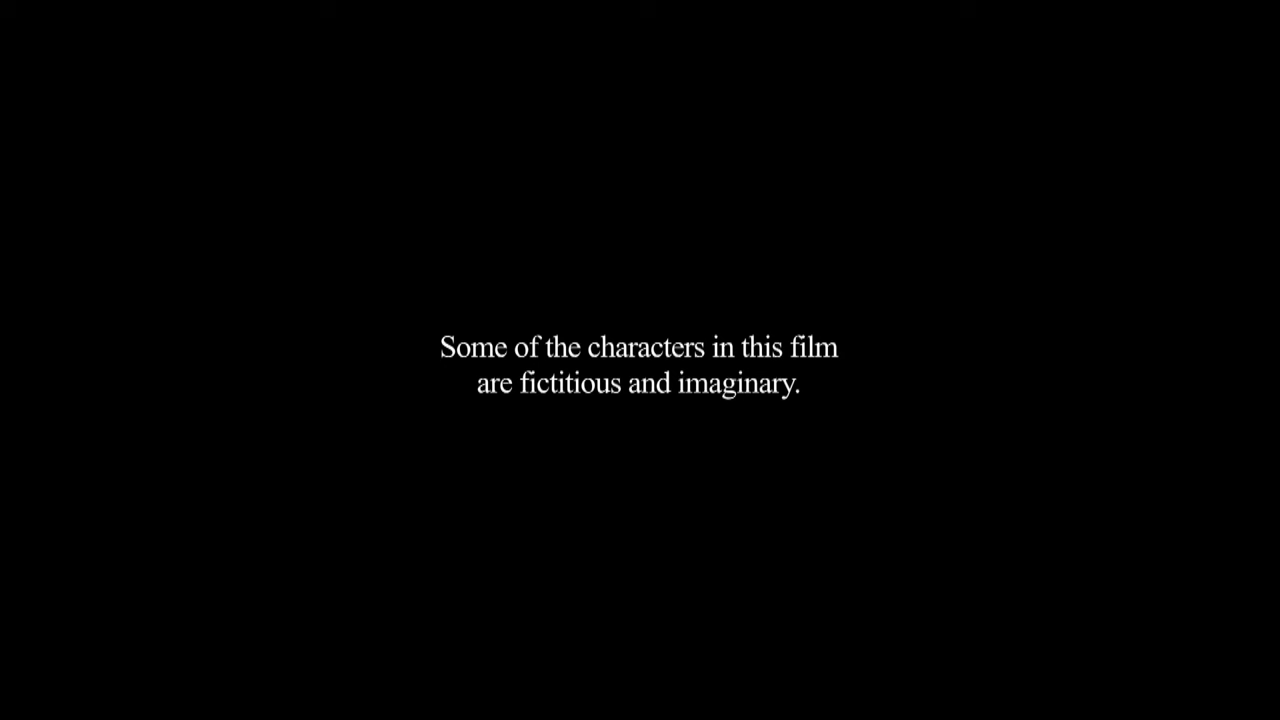 Some of the characters in this film
are fictitious and imaginary.